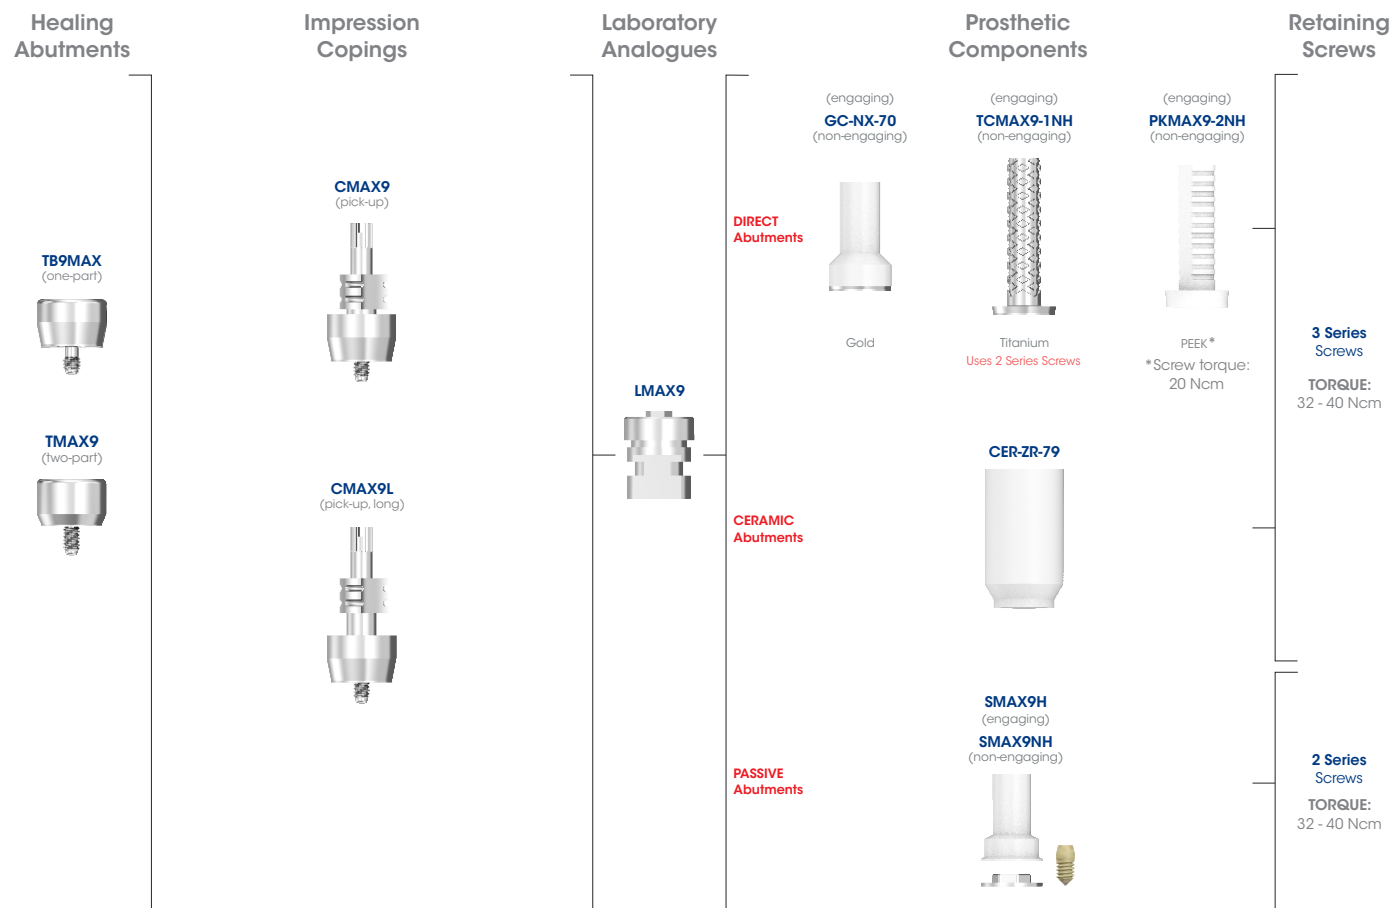 Healing
Abutments
Impression
Copings
Laboratory
Analogues
Prosthetic
Components
Retaining
Screws
TB9MAX
(one-part)
TMAX9
(two-part)
CMAX9
(pick-up)
CMAX9L
(pick-up, long)
LMAX9
DIRECT
Abutments
(engaging)
GC-NX-70
(non-engaging)
Gold
(engaging)
TCMAX9-1NH
(non-engaging)
Titanium
Uses 2 Series Screws
(engaging)
PKMAX9-2NH
(non-engaging)
PEEK*
*Screw torque:
20 Ncm
CERAMIC
Abutments
CER-ZR-79
3 Series
Screws
TORQUE:
32 - 40 Ncm
PASSIVE
Abutments
SMAX9H
(engaging)
SMAX9NH
(non-engaging)
2 Series
Screws
TORQUE:
32 - 40 Ncm